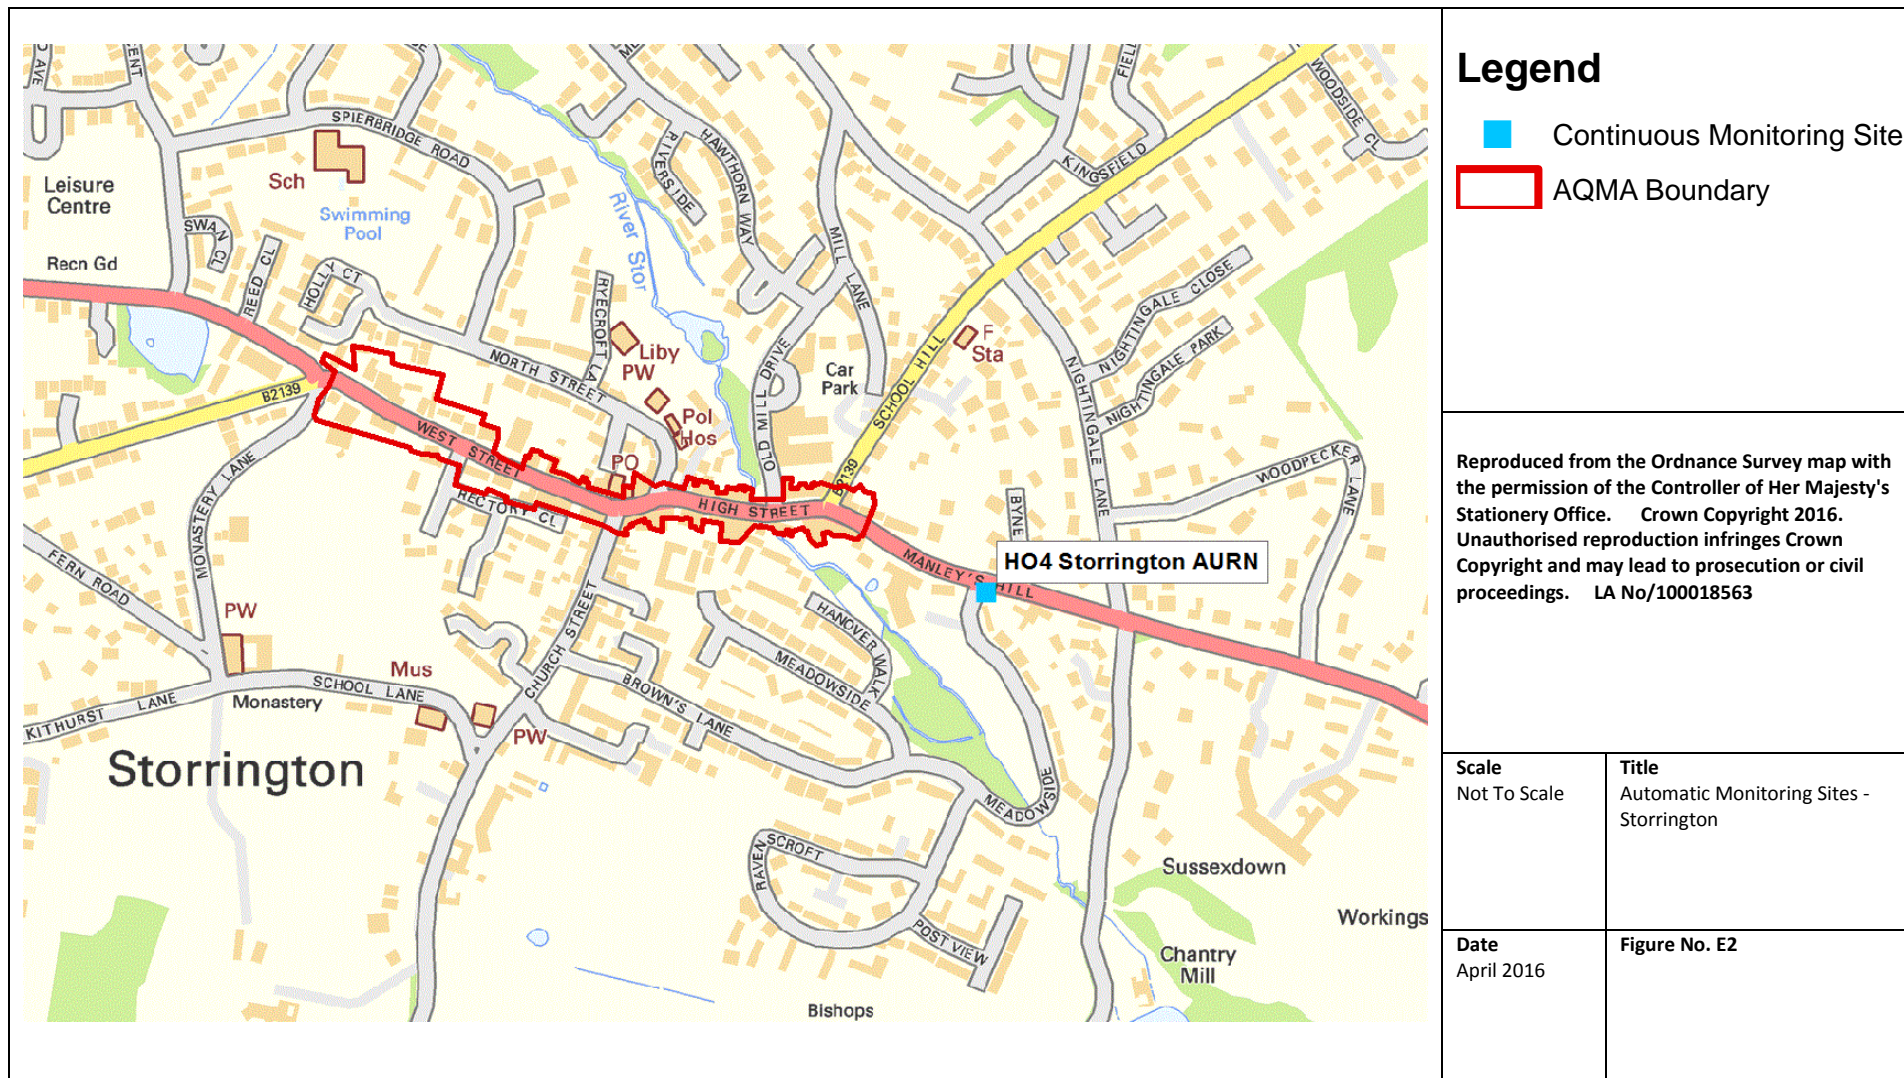 AVE
CENT
SPIERBRIDGE ROAD
Sch
Leisure
Centre
Swimming
Pool
SWAN CL
Recn Gd
REED CL
HOLLY CT
River Stor
RIVERSIDE
HAWTHORN WAY
MILL LANE
KINGSFIELD
FIEL
WOODSIDE CL
RYECROFT LA
Liby
PW
NORTH STREET
Pol
Hos
OLD MILL DRIVE
Car
Park
SCHOOL HILL
F
Sta
NIGHTINGALE CLOSE
NIGHTINGALE PARK
NIGHTINGALE LANE
B2139
B2139
WEST STREET
PO
HIGH STREET
RECTORY CL
MONASTERY LANE
FERN ROAD
BYNE
WOODPECKER LANE
HO4 Storrington AURN
MANLEY'S HILL
PW
CHURCH STREET
HANOVER WALK
MEADOWSIDE
Mus
SCHOOL LANE
BROWN'S LANE
Monastery
KITHURST LANE
PW
Storrington
MEADOWSIDE
RAVENSCROFT
Sussexdown
Workings
POST VIEW
Chantry
Mill
Bishops
Legend
Continuous Monitoring Site
AQMA Boundary
Reproduced from the Ordnance Survey map with
the permission of the Controller of Her Majesty's
Stationery Office. Crown Copyright 2016.
Unauthorised reproduction infringes Crown
Copyright and may lead to prosecution or civil
proceedings. LA No/100018563
Scale
Not To Scale
Title
Automatic Monitoring Sites -
Storrington
Date
April 2016
Figure No. E2